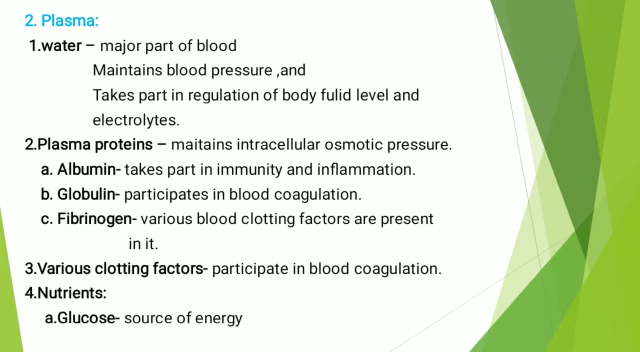 2. Plasma:
1.water – major part of blood
Maintains blood pressure ,and
Takes part in regulation of body fulid level and
electrolytes.
2.Plasma proteins – maitains intracellular osmotic pressure.
a. Albumin- takes part in immunity and inflammation.
b. Globulin- participates in blood coagulation.
c. Fibrinogen- various blood clotting factors are present
in it.
3.Various clotting factors- participate in blood coagulation.
4.Nutrients:
a.Glucose- source of energy